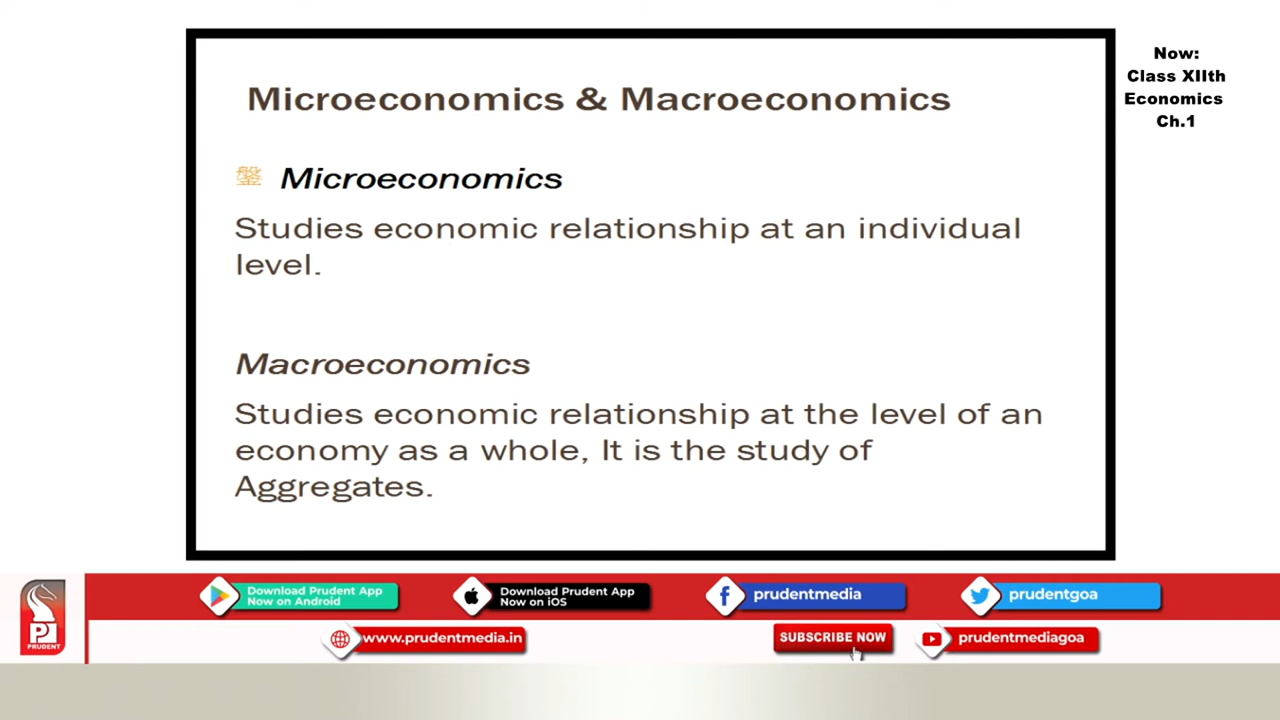 Microeconomics & Macroeconomics
Now:
Class XIIth
Economics
Ch.1
Microeconomics
Studies economic relationship at an individual
level.
Macroeconomics
Studies economic relationship at the level of an
economy as a whole, It is the study of
Aggregates.
PRUDENT
Download Prudent App
Now on Android
Download Prudent App
Now on iOS
prudentmedia
prudentgoa
www.prudentmedia.in
SUBSCRIBE NOW
prudentmediagoa